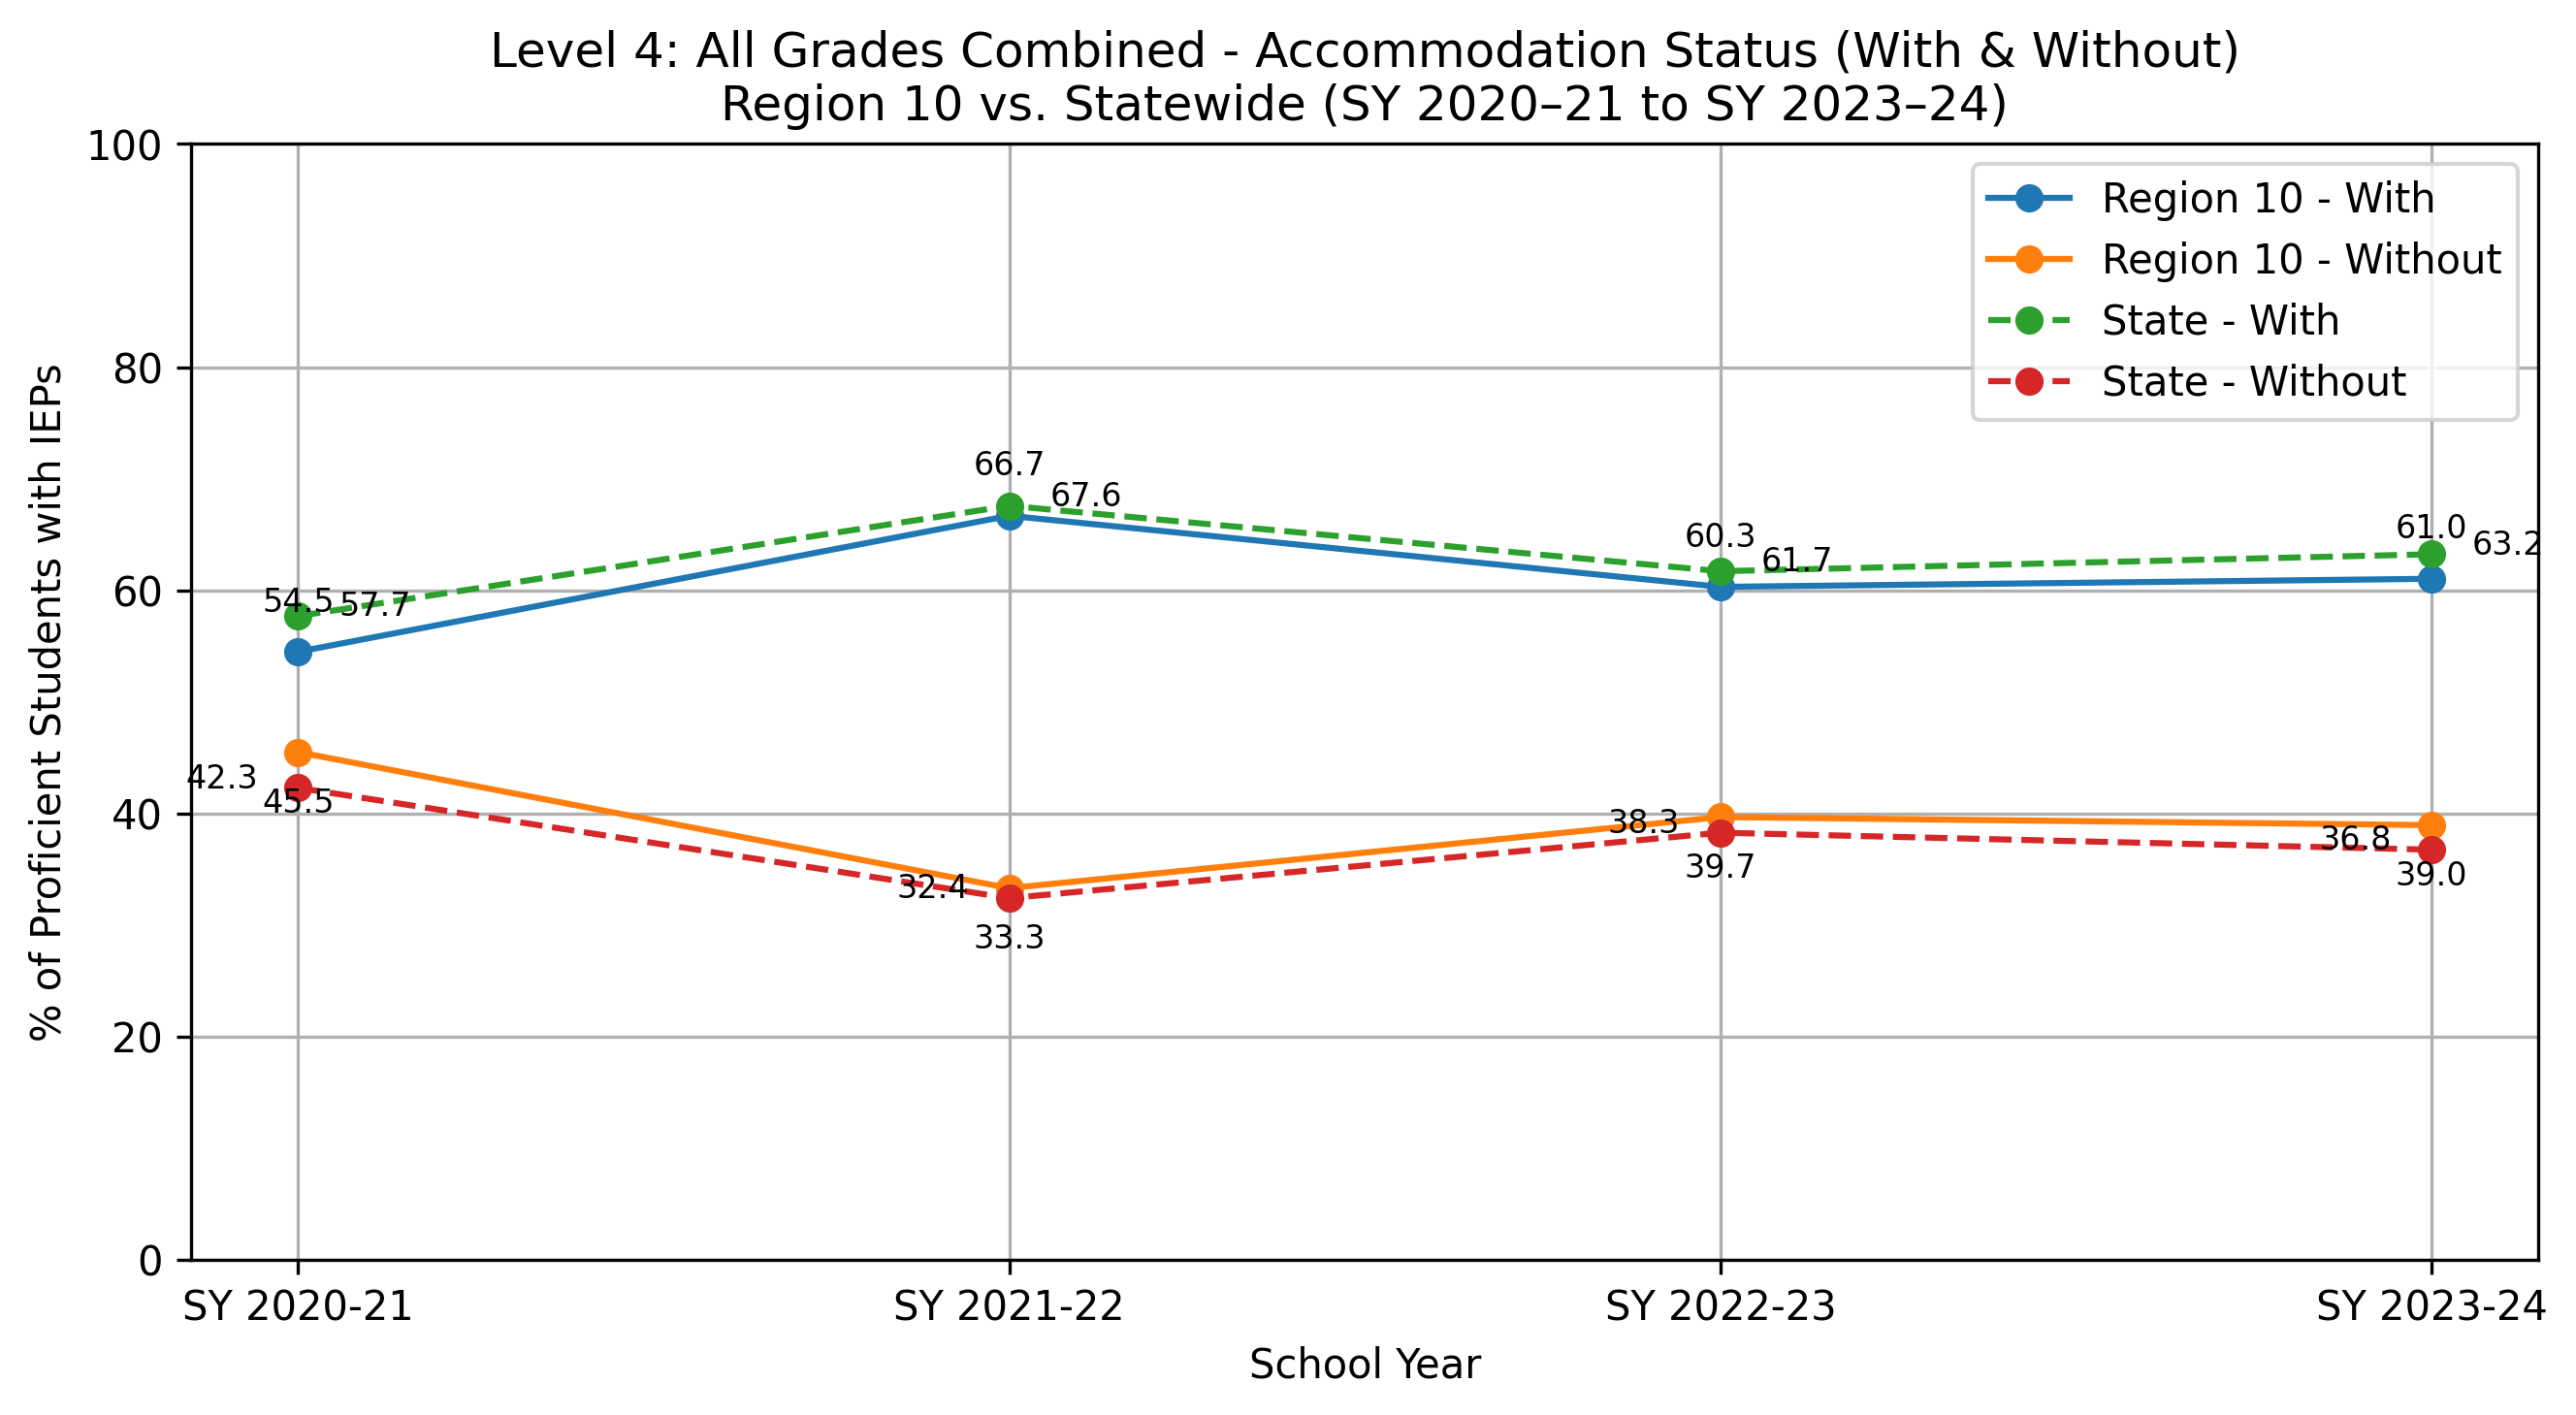 Level 4: All Grades Combined - Accommodation Status (With & Without)
Region 10 vs. Statewide (SY 2020–21 to SY 2023–24)
% of Proficient Students with IEPs
100
80
60
40
20
0
Region 10 - With
Region 10 - Without
State - With
State - Without
54.5
57.7
66.7
67.6
60.3
61.7
61.0
63.2
42.3
45.5
32.4
33.3
38.3
39.7
36.8
39.0
SY 2020-21
SY 2021-22
SY 2022-23
SY 2023-24
School Year